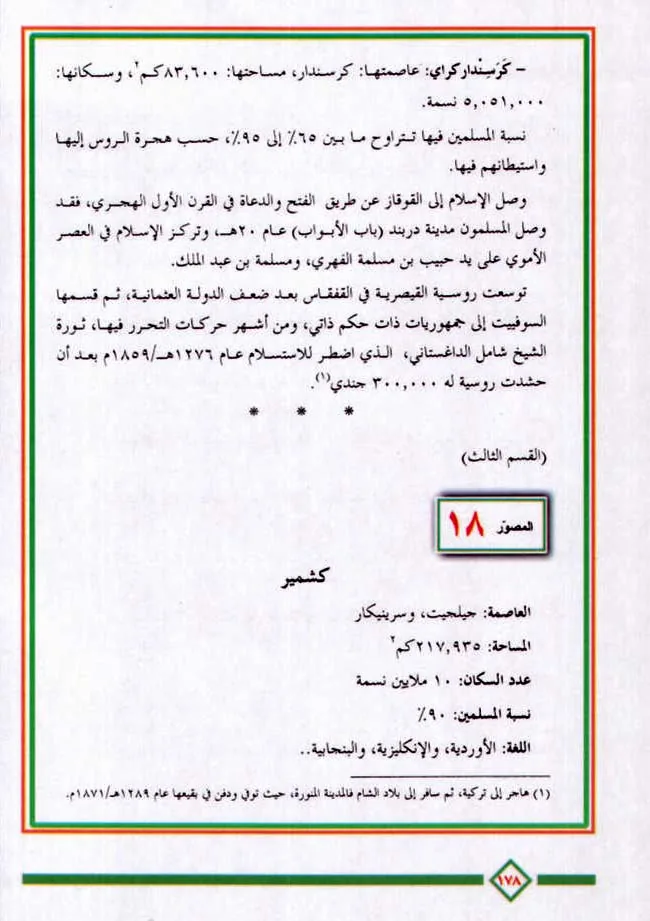 – كَرَسِنْداركراي: عاصمتها: كرسندار، مساحتها: ٨٣,٦٠٠كم٢، وسكانها:
٥,٠٥١,٠٠٠ نسمة.
نسبة المسلمين فيها تتراوح ما بين ٦٥٪ إلى ٩٥٪، حسب هجرة الروس إليها
واستيطانهم فيها.
وصل الإسلام إلى القوقاز عن طريق الفتح والدعاة في القرن الأول الهجري، فقد
وصل المسلمون مدينة دربند (باب الأبواب) عام ٢٠هـ، وتركز الإسلام في العصر
الأموي على يد حبيب بن مسلمة الفهري، ومسلمة بن عبد الملك.
توسعت روسية القيصرية في القفقاس بعد ضعف الدولة العثمانية، ثم قسمها
السوفييت إلى جمهوريات ذات حكم ذاتي، ومن أشهر حركات التحرر فيها، ثورة
الشيخ شامل الداغستاني، الذي اضطر للاستسلام عام ١٢٧٦هـ/١٨٥٩م بعد أن
حشدت روسية له ٣٠٠,٠٠٠ جندي(١).
* * *
(القسم الثالث)
المصور ١٨
كشمير
العاصمة: جيلجيت، وسرينيكار
المساحة: ٢١٧,٩٣٥كم٢
عدد السكان: ١٠ ملايين نسمة
نسبة المسلمين: ٩٠٪
اللغة: الأوردية، والإنكليزية، والبنجابية..
(١) هاجر إلى تركية، ثم سافر إلى بلاد الشام فالمدينة المنورة، حيث توفي ودفن في بقيعها عام ١٢٨٩هـ/١٨٧١م.
١٧٨